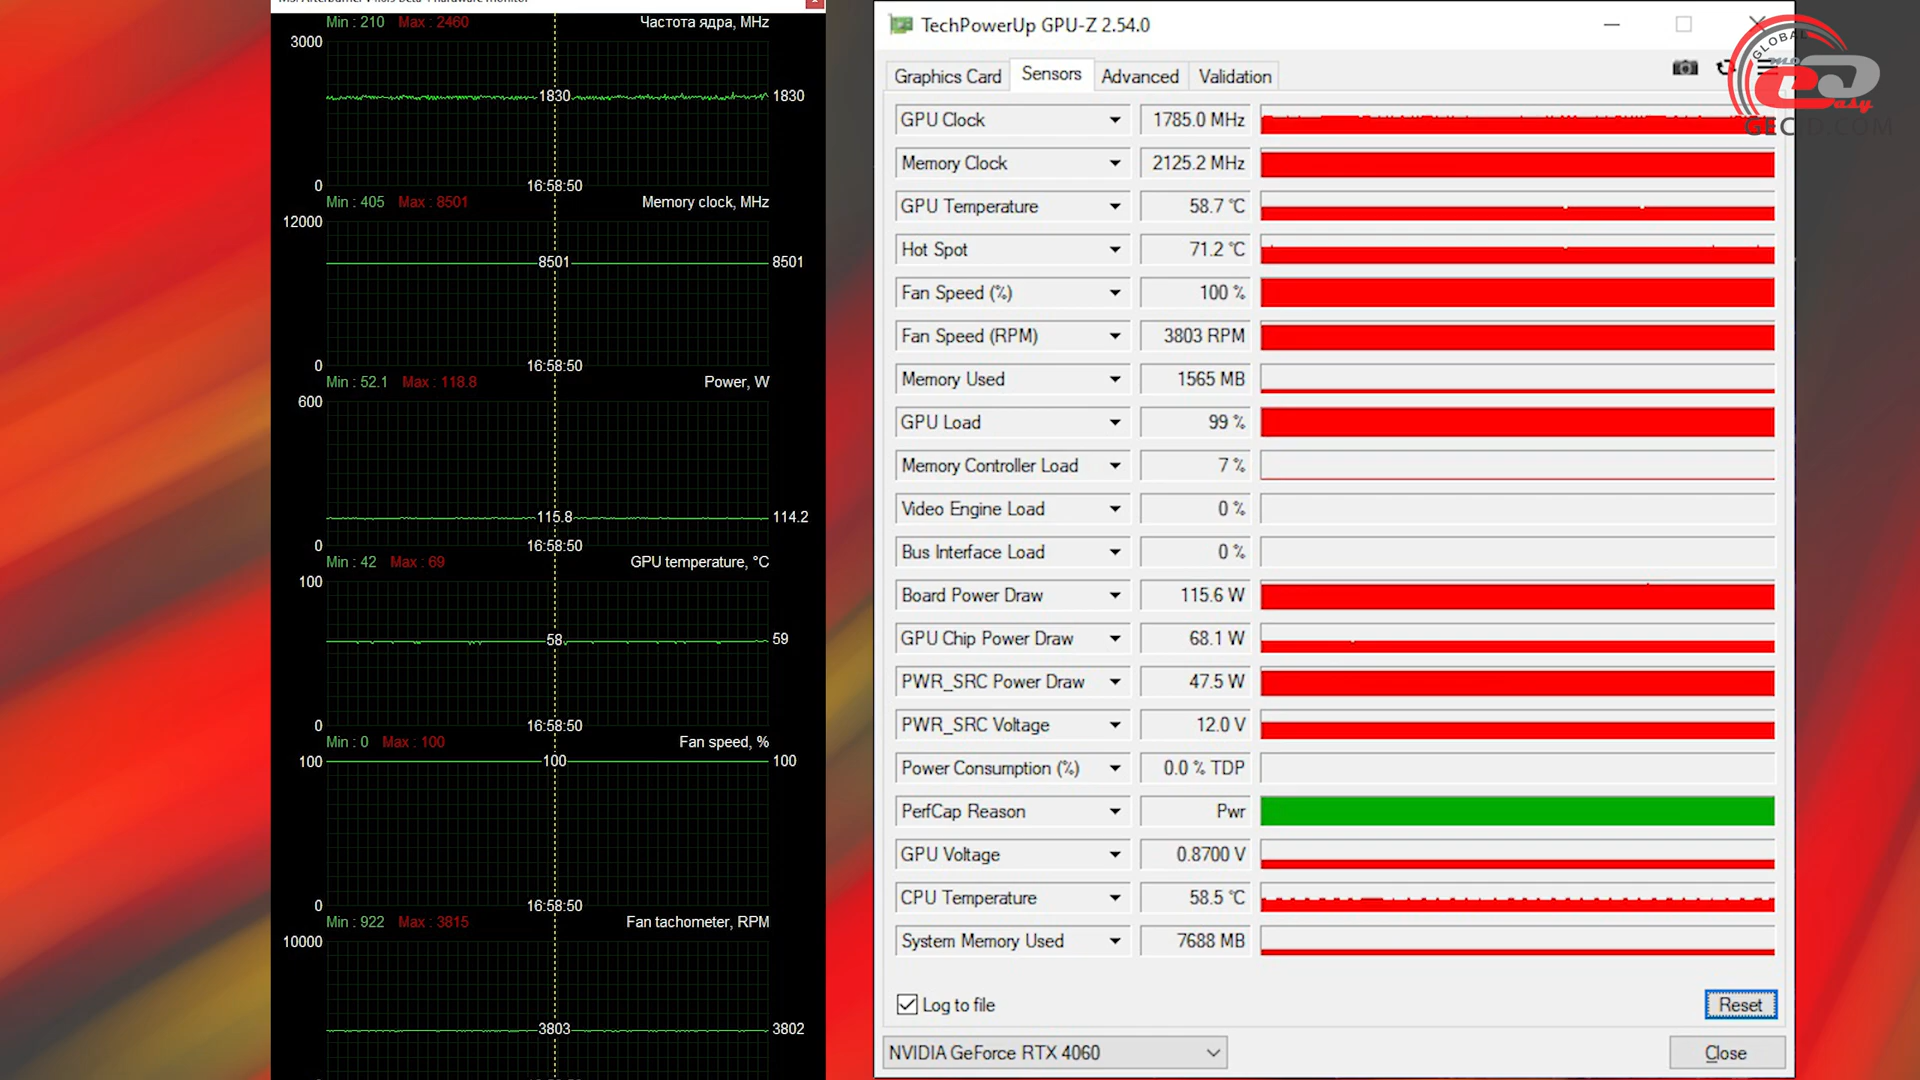 Min : 210 Max : 2460 Частота ядра, MHz
3000
1830 1830
0 16:58:50
Min : 405 Max : 8501 Memory clock, MHz
12000
8501 8501
0 16:58:50
Min : 52.1 Max : 118.8 Power, W
600
115.8 114.2
0 16:58:50
Min : 42 Max : 69 GPU temperature, °C
100
58 59
0 16:58:50
Min : 0 Max : 100 Fan speed, %
100 100 100
0 16:58:50
Min : 922 Max : 3815 Fan tachometer, RPM
10000
3803 3802
TechPowerUp GPU-Z 2.54.0
Graphics Card Sensors Advanced Validation
GPU Clock 1785.0 MHz
Memory Clock 2125.2 MHz
GPU Temperature 58.7 °C
Hot Spot 71.2 °C
Fan Speed (%) 100 %
Fan Speed (RPM) 3803 RPM
Memory Used 1565 MB
GPU Load 99 %
Memory Controller Load 7 %
Video Engine Load 0 %
Bus Interface Load 0 %
Board Power Draw 115.6 W
GPU Chip Power Draw 68.1 W
PWR_SRC Power Draw 47.5 W
PWR_SRC Voltage 12.0 V
Power Consumption (%) 0.0 % TDP
PerfCap Reason Pwr
GPU Voltage 0.8700 V
CPU Temperature 58.5 °C
System Memory Used 7688 MB
Log to file Reset
NVIDIA GeForce RTX 4060 Close
GLOBAL
easy
GECID.COM